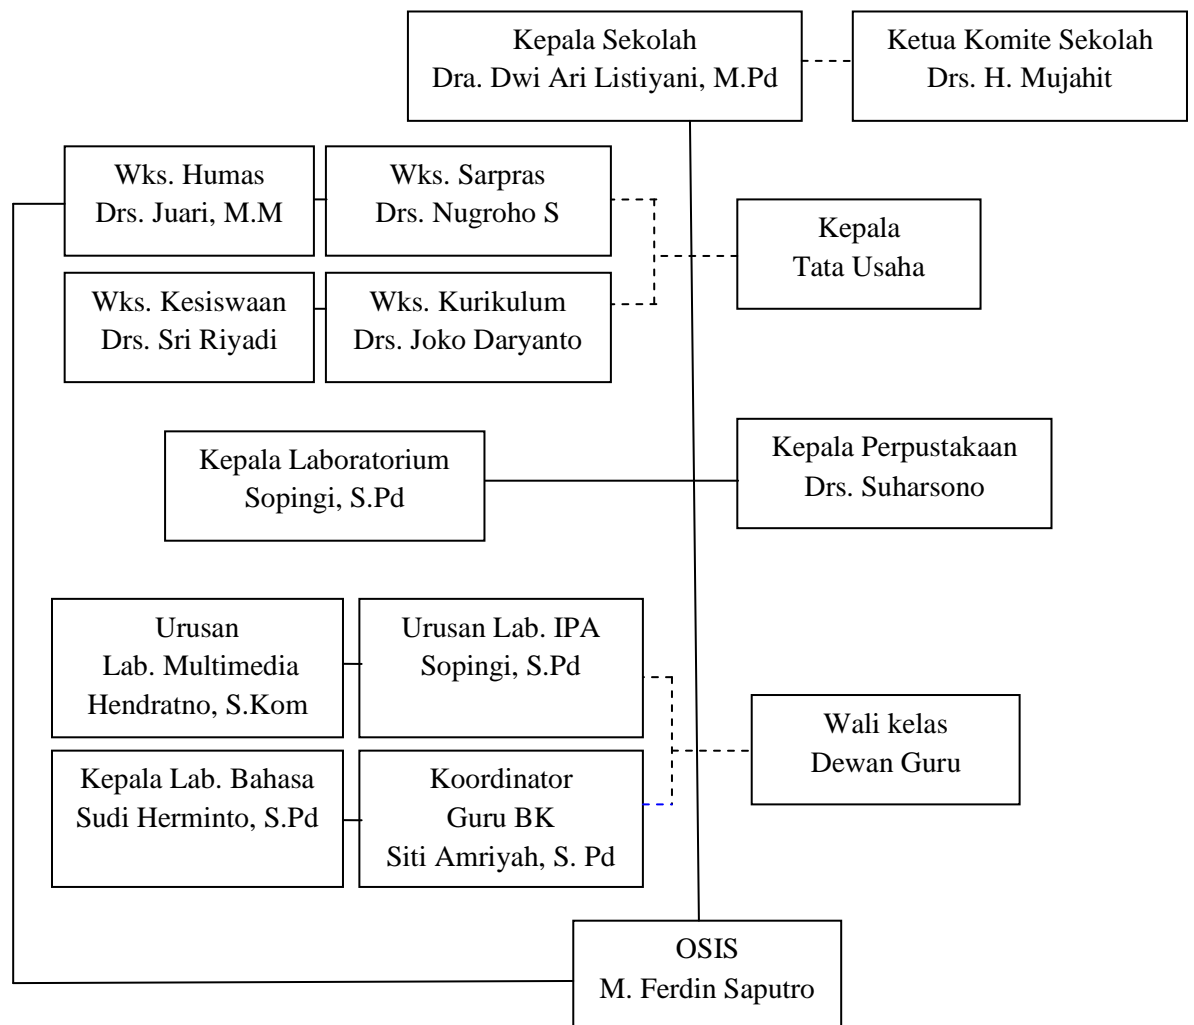 Kepala Sekolah
Dra. Dwi Ari Listiyani, M.Pd
Ketua Komite Sekolah
Drs. H. Mujahit
Wks. Humas
Drs. Juari, M.M
Wks. Sarpras
Drs. Nugroho S
Kepala
Tata Usaha
Wks. Kesiswaan
Drs. Sri Riyadi
Wks. Kurikulum
Drs. Joko Daryanto
Kepala Laboratorium
Sopingi, S.Pd
Kepala Perpustakaan
Drs. Suharsono
Urusan
Lab. Multimedia
Hendratno, S.Kom
Urusan Lab. IPA
Sopingi, S.Pd
Wali kelas
Dewan Guru
Kepala Lab. Bahasa
Sudi Herminto, S.Pd
Koordinator
Guru BK
Siti Amriyah, S. Pd
OSIS
M. Ferdin Saputro